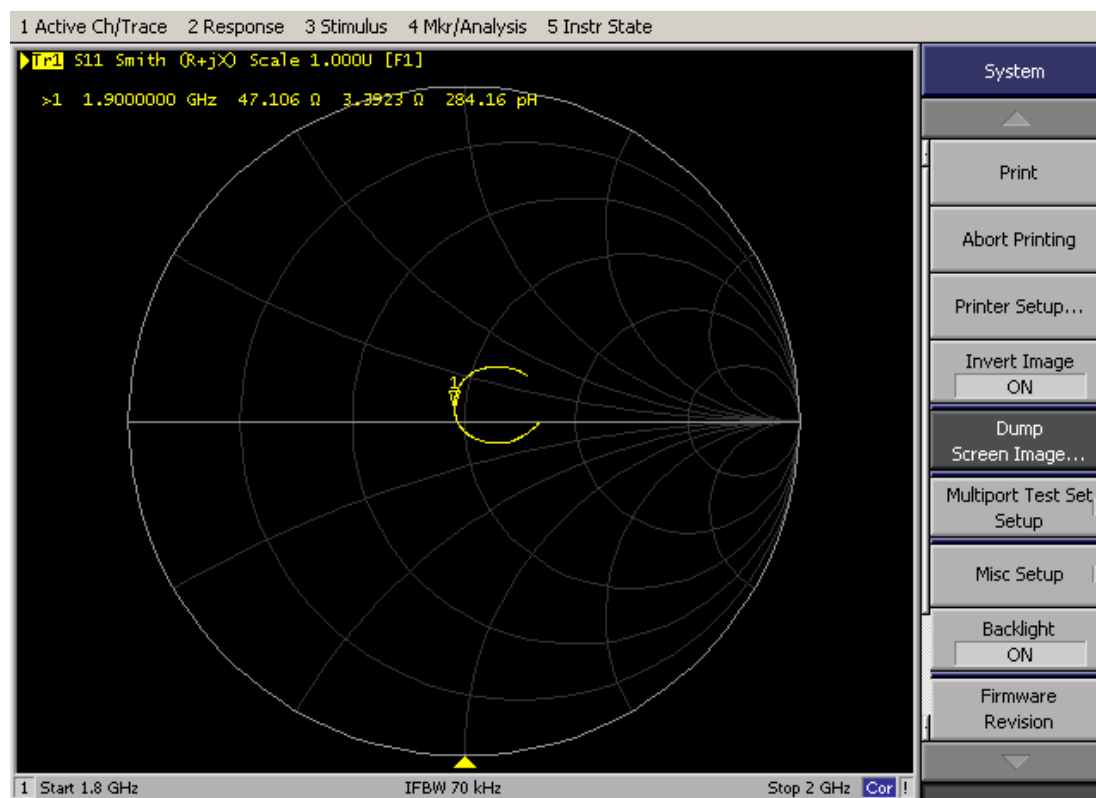 1 Active Ch/Trace 2 Response 3 Stimulus 4 Mkr/Analysis 5 Instr State
Tr1 S11 Smith (R+jX) Scale 1.000U [F1]
>1 1.9000000 GHz 47.106 Ω 3.3923 Ω 284.16 pH
1
System
Print
Abort Printing
Printer Setup...
Invert Image
ON
Dump
Screen Image...
Multiport Test Set
Setup
Misc Setup
Backlight
ON
Firmware
Revision
1 Start 1.8 GHz IFBW 70 kHz Stop 2 GHz Cor !